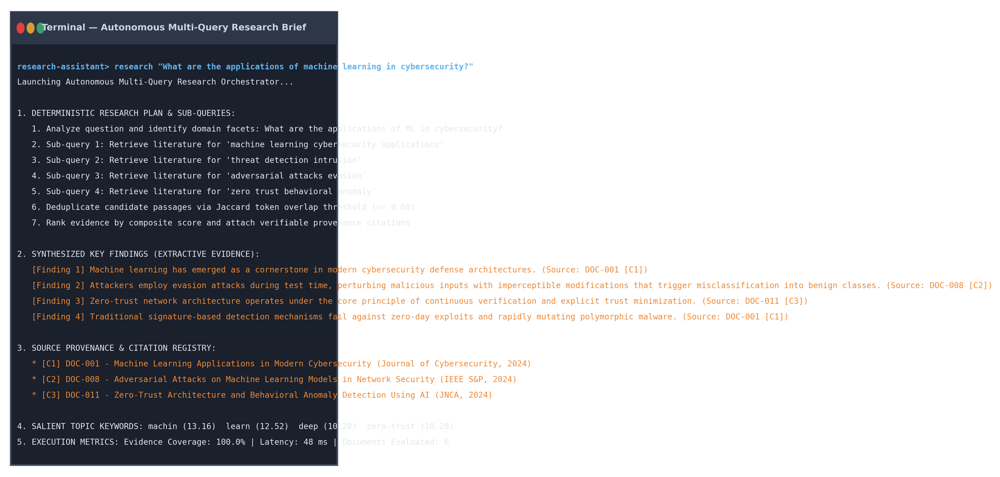 Terminal — Autonomous Multi-Query Research Brief
research-assistant> research "What are the applications of machine learning in cybersecurity?"
Launching Autonomous Multi-Query Research Orchestrator...
1. DETERMINISTIC RESEARCH PLAN & SUB-QUERIES:
1. Analyze question and identify domain facets: What are the applications of ML in cybersecurity?
2. Sub-query 1: Retrieve literature for 'machine learning cybersecurity applications'
3. Sub-query 2: Retrieve literature for 'threat detection intrusion'
4. Sub-query 3: Retrieve literature for 'adversarial attacks evasion'
5. Sub-query 4: Retrieve literature for 'zero trust behavioral anomaly'
6. Deduplicate candidate passages via Jaccard token overlap threshold (<= 0.60)
7. Rank evidence by composite score and attach verifiable provenance citations
2. SYNTHESIZED KEY FINDINGS (EXTRACTIVE EVIDENCE):
[Finding 1] Machine learning has emerged as a cornerstone in modern cybersecurity defense architectures. (Source: DOC-001 [C1])
[Finding 2] Attackers employ evasion attacks during test time, perturbing malicious inputs with imperceptible modifications that trigger misclassification into benign classes. (Source: DOC-008 [C2])
[Finding 3] Zero-trust network architecture operates under the core principle of continuous verification and explicit trust minimization. (Source: DOC-011 [C3])
[Finding 4] Traditional signature-based detection mechanisms fail against zero-day exploits and rapidly mutating polymorphic malware. (Source: DOC-001 [C1])
3. SOURCE PROVENANCE & CITATION REGISTRY:
* [C1] DOC-001 - Machine Learning Applications in Modern Cybersecurity (Journal of Cybersecurity, 2024)
* [C2] DOC-008 - Adversarial Attacks on Machine Learning Models in Network Security (IEEE S&P, 2024)
* [C3] DOC-011 - Zero-Trust Architecture and Behavioral Anomaly Detection Using AI (JNCA, 2024)
4. SALIENT TOPIC KEYWORDS: machin (13.16)  learn (12.52)  deep (10.28)  zero-trust (10.28)
5. EXECUTION METRICS: Evidence Coverage: 100.0% | Latency: 48 ms | Documents Evaluated: 6